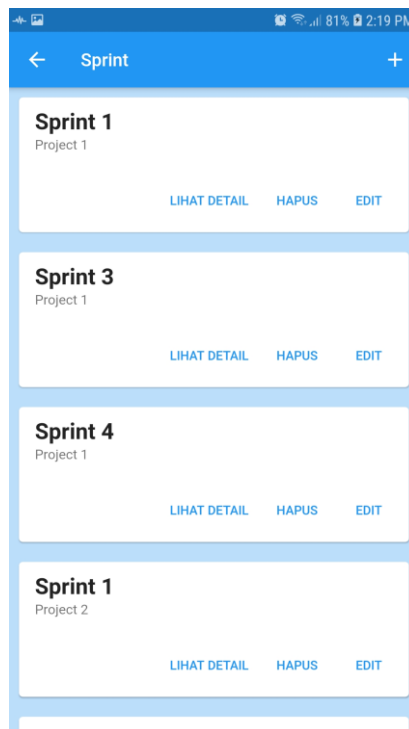 81% 2:19 PM
Sprint
Sprint 1
Project 1
LIHAT DETAIL HAPUS EDIT
Sprint 3
Project 1
LIHAT DETAIL HAPUS EDIT
Sprint 4
Project 1
LIHAT DETAIL HAPUS EDIT
Sprint 1
Project 2
LIHAT DETAIL HAPUS EDIT